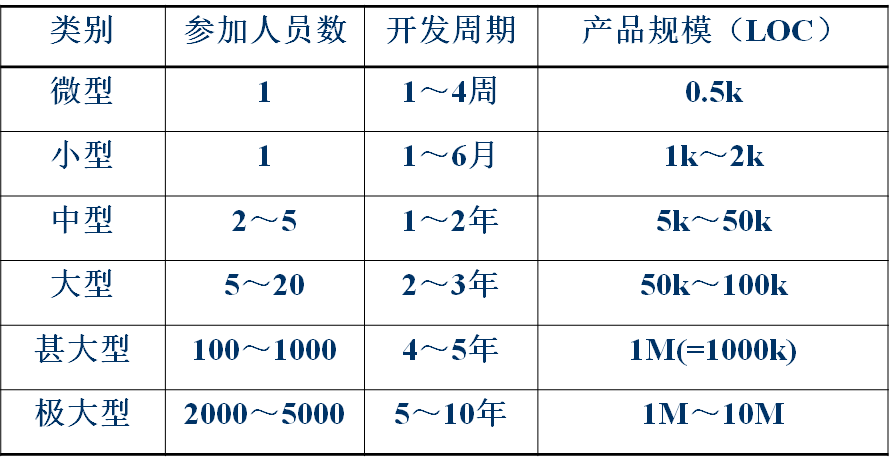 类别 参加人员数 开发周期 产品规模（LOC）
微型 1 1～4周 0.5k
小型 1 1～6月 1k～2k
中型 2～5 1～2年 5k～50k
大型 5～20 2～3年 50k～100k
甚大型 100～1000 4～5年 1M(=1000k)
极大型 2000～5000 5～10年 1M～10M